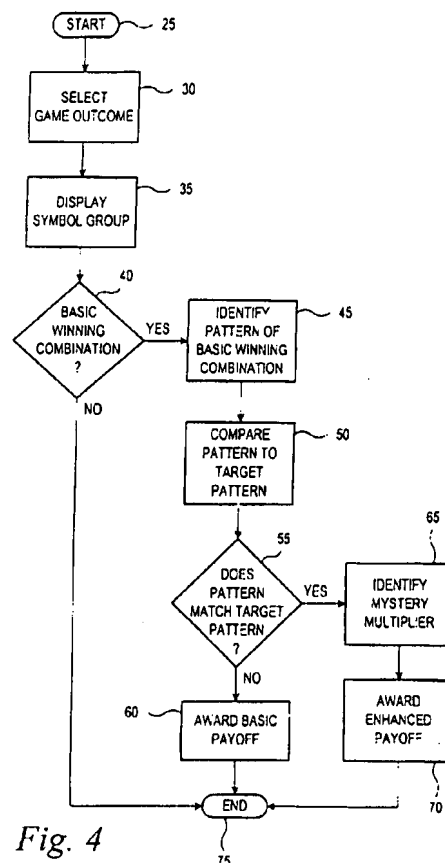 START
25
SELECT
GAME OUTCOME
30
DISPLAY
SYMBOL GROUP
35
40
BASIC
WINNING
COMBINATION
?
YES
NO
IDENTIFY
PATTERN OF
BASIC WINNING
COMBINATION
45
COMPARE
PATTERN TO
TARGET
PATTERN
50
55
DOES
PATTERN
MATCH TARGET
PATTERN
?
YES
NO
65
IDENTIFY
MYSTERY
MULTIPLIER
60
AWARD BASIC
PAYOFF
AWARD
ENHANCED
PAYOFF
70
END
75
Fig. 4